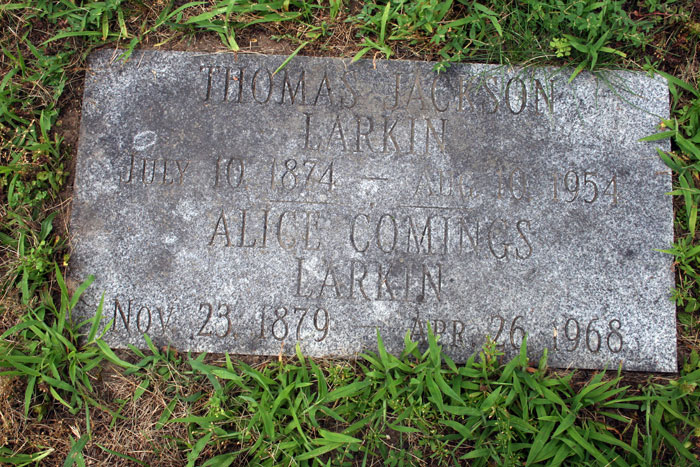 THOMAS JACKSON
LARKIN
JULY 10 1874 – AUG 10 1954
ALICE COMINGS
LARKIN
NOV 23 1879 – APR 26 1968